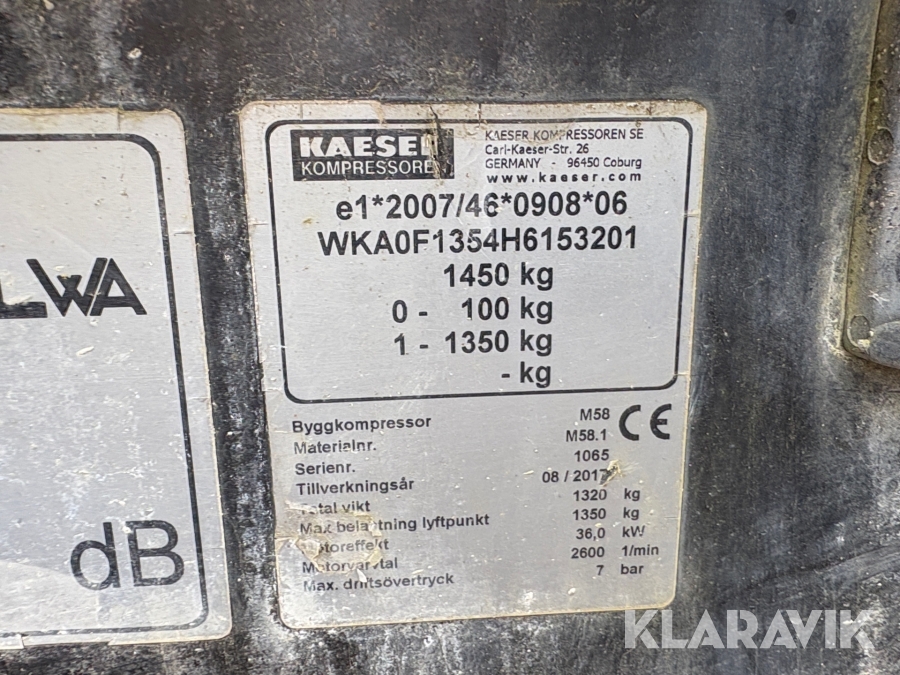 LWA
dB
KAESER
KOMPRESSOREN
KAESER KOMPRESSOREN SE
Carl-Kaeser-Str. 26
GERMANY - 96450 Coburg
www.kaeser.com
e1*2007/46*0908*06
WKA0F1354H6153201
1450 kg
0 - 100 kg
1 - 1350 kg
- kg
Byggkompressor M58
Materialnr. M58.1
Serienr. 1065
Tillverkningsår 08 / 2017
Total vikt 1320 kg
Max belastning lyftpunkt 1350 kg
Motoreffekt 36,0 kW
Motorvarvtal 2600 1/min
Max. driftsövertryck 7 bar
CE
KLARAVIK